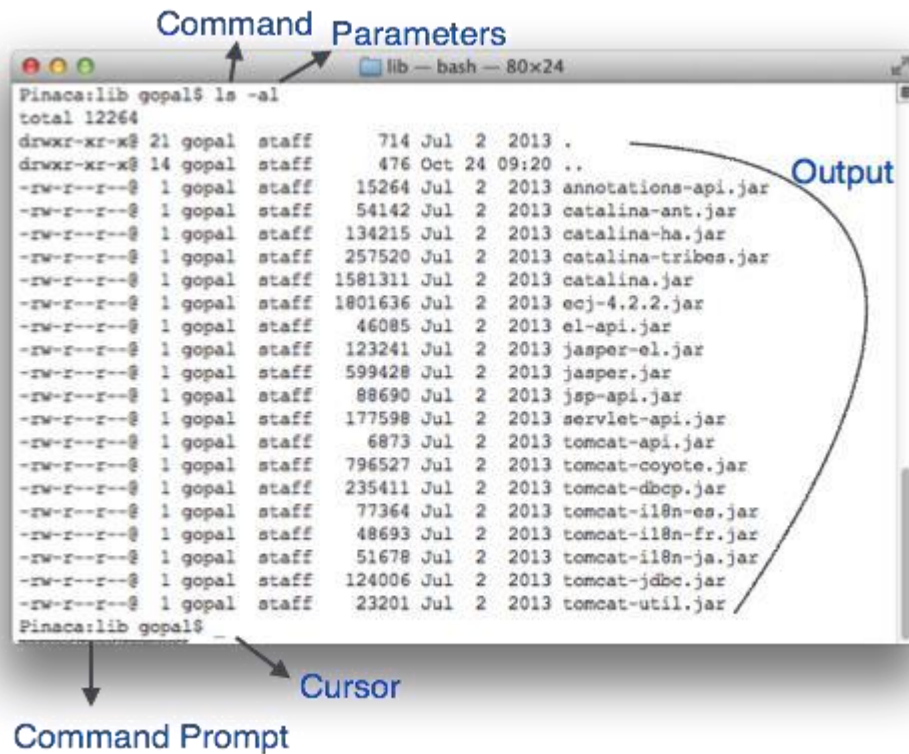 Command Parameters
lib — bash — 80×24
Pinaca:lib gopal$ ls -al
total 12264
drwxr-xr-x@ 21 gopal staff 714 Jul 2 2013 .
drwxr-xr-x@ 14 gopal staff 476 Oct 24 09:20 ..
Output
-rw-r--r--@ 1 gopal staff 15264 Jul 2 2013 annotations-api.jar
-rw-r--r--@ 1 gopal staff 54142 Jul 2 2013 catalina-ant.jar
-rw-r--r--@ 1 gopal staff 134215 Jul 2 2013 catalina-ha.jar
-rw-r--r--@ 1 gopal staff 257520 Jul 2 2013 catalina-tribes.jar
-rw-r--r--@ 1 gopal staff 1581311 Jul 2 2013 catalina.jar
-rw-r--r--@ 1 gopal staff 1801636 Jul 2 2013 ecj-4.2.2.jar
-rw-r--r--@ 1 gopal staff 46085 Jul 2 2013 el-api.jar
-rw-r--r--@ 1 gopal staff 123241 Jul 2 2013 jasper-el.jar
-rw-r--r--@ 1 gopal staff 599428 Jul 2 2013 jasper.jar
-rw-r--r--@ 1 gopal staff 88690 Jul 2 2013 jsp-api.jar
-rw-r--r--@ 1 gopal staff 177598 Jul 2 2013 servlet-api.jar
-rw-r--r--@ 1 gopal staff 6873 Jul 2 2013 tomcat-api.jar
-rw-r--r--@ 1 gopal staff 796527 Jul 2 2013 tomcat-coyote.jar
-rw-r--r--@ 1 gopal staff 235411 Jul 2 2013 tomcat-dbcp.jar
-rw-r--r--@ 1 gopal staff 77364 Jul 2 2013 tomcat-i18n-es.jar
-rw-r--r--@ 1 gopal staff 48693 Jul 2 2013 tomcat-i18n-fr.jar
-rw-r--r--@ 1 gopal staff 51678 Jul 2 2013 tomcat-i18n-ja.jar
-rw-r--r--@ 1 gopal staff 124006 Jul 2 2013 tomcat-jdbc.jar
-rw-r--r--@ 1 gopal staff 23201 Jul 2 2013 tomcat-util.jar
Pinaca:lib gopal$ _
Cursor
Command Prompt